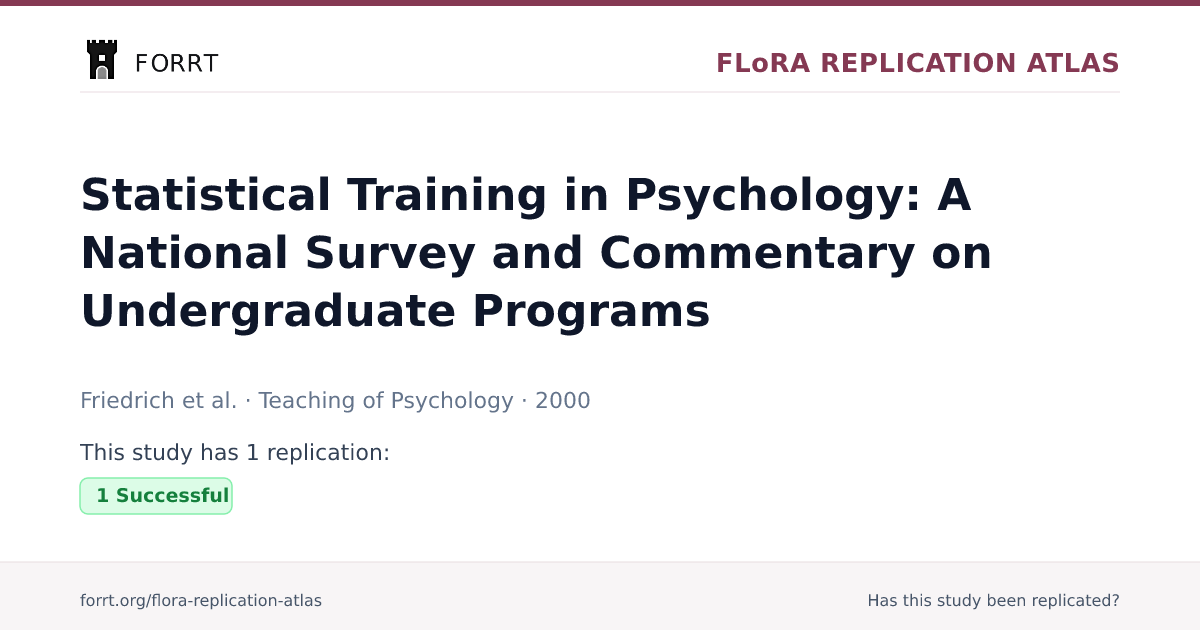 FORRT
FLoRA REPLICATION ATLAS
Statistical Training in Psychology: A
National Survey and Commentary on
Undergraduate Programs
Friedrich et al. · Teaching of Psychology · 2000
This study has 1 replication:
1 Successful
forrt.org/flora-replication-atlas
Has this study been replicated?